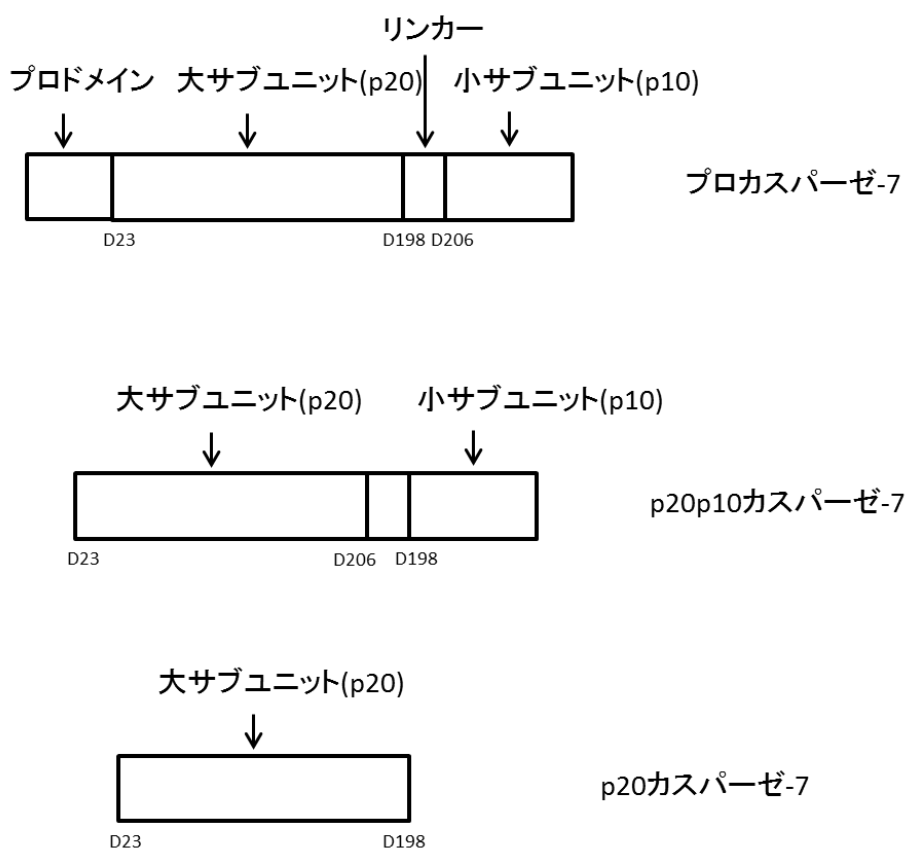 リンカー
プロドメイン 大サブユニット(p20) 小サブユニット(p10)
プロカスパーゼ-7
D23 D198 D206
大サブユニット(p20) 小サブユニット(p10)
p20p10カスパーゼ-7
D23 D206 D198
大サブユニット(p20)
p20カスパーゼ-7
D23 D198